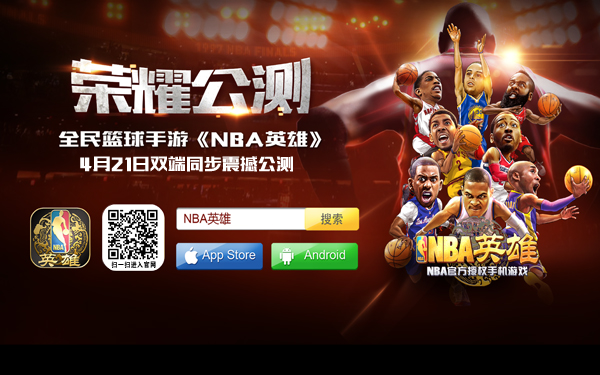 荣耀公测
全民篮球手游《NBA英雄》
4月21日双端同步震撼公测
NBA
英雄
扫一扫进入官网
NBA英雄
搜索
App Store
Android
NBA英雄
NBA官方授权手机游戏